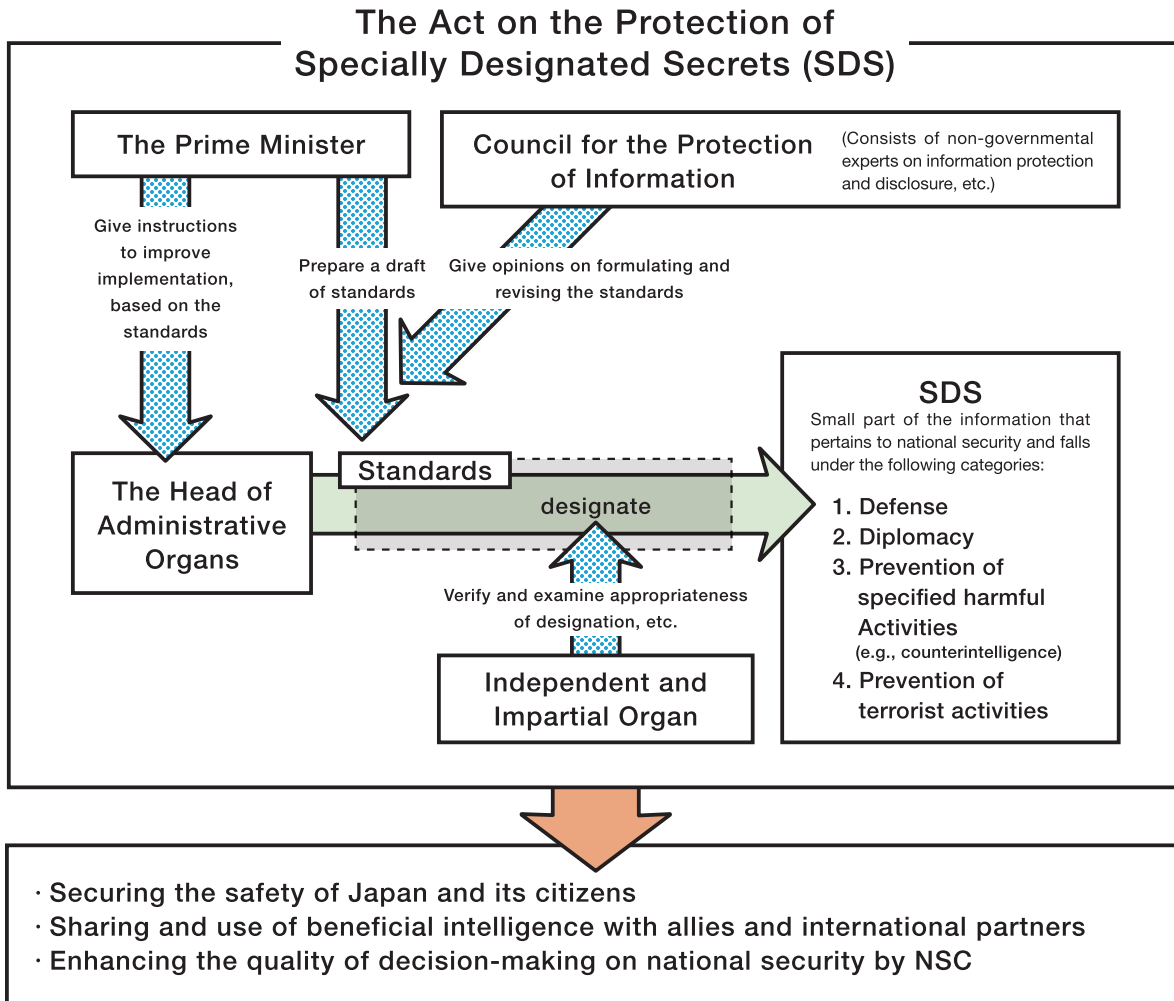 The Act on the Protection of
Specially Designated Secrets (SDS)
The Prime Minister
Council for the Protection
of Information
(Consists of non-governmental
experts on information protection
and disclosure, etc.)
Give instructions
to improve
implementation,
based on the
standards
Prepare a draft
of standards
Give opinions on formulating and
revising the standards
The Head of
Administrative
Organs
Standards
designate
Verify and examine appropriateness
of designation, etc.
Independent and
Impartial Organ
SDS
Small part of the information that
pertains to national security and falls
under the following categories:
1. Defense
2. Diplomacy
3. Prevention of
specified harmful
Activities
(e.g., counterintelligence)
4. Prevention of
terrorist activities
· Securing the safety of Japan and its citizens
· Sharing and use of beneficial intelligence with allies and international partners
· Enhancing the quality of decision-making on national security by NSC